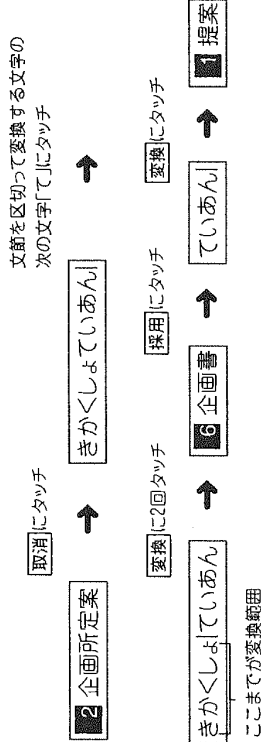 文節を区切って変換する文字の
次の文字「て」にタッチ
取消にタッチ
2 企画所定案
きかくしょていあん
変換に2回タッチ
採用にタッチ
変換にタッチ
きかくしょていあん
6 企画書
ていあん
1 提案
ここまでが変換範囲